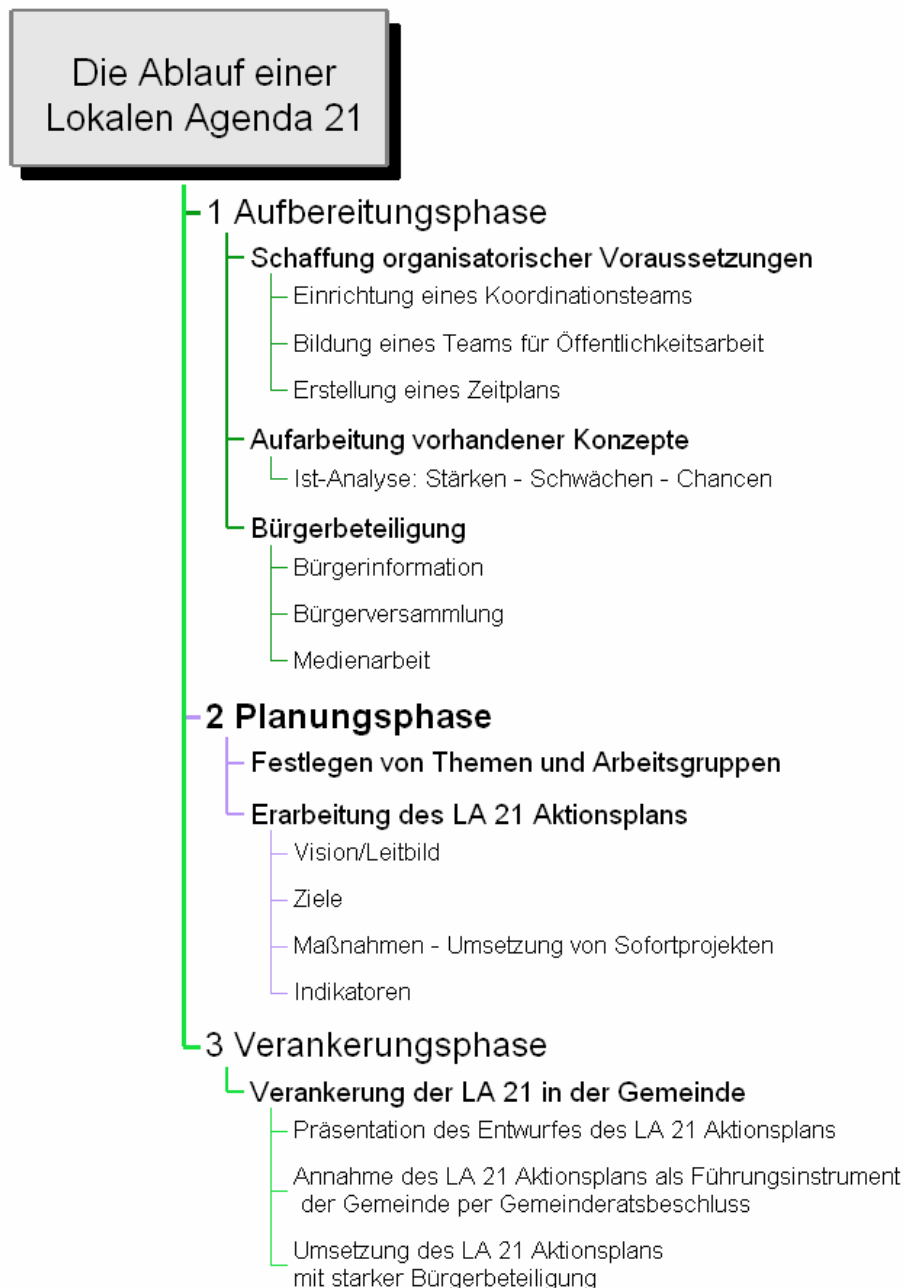 Die Ablauf einer
Lokalen Agenda 21
1 Aufbereitungsphase
Schaffung organisatorischer Voraussetzungen
Einrichtung eines Koordinationsteams
Bildung eines Teams für Öffentlichkeitsarbeit
Erstellung eines Zeitplans
Aufarbeitung vorhandener Konzepte
Ist-Analyse: Stärken - Schwächen - Chancen
Bürgerbeteiligung
Bürgerinformation
Bürgerversammlung
Medienarbeit
2 Planungsphase
Festlegen von Themen und Arbeitsgruppen
Erarbeitung des LA 21 Aktionsplans
Vision/Leitbild
Ziele
Maßnahmen - Umsetzung von Sofortprojekten
Indikatoren
3 Verankerungsphase
Verankerung der LA 21 in der Gemeinde
Präsentation des Entwurfes des LA 21 Aktionsplans
Annahme des LA 21 Aktionsplans als Führungsinstrument
der Gemeinde per Gemeinderatsbeschluss
Umsetzung des LA 21 Aktionsplans
mit starker Bürgerbeteiligung